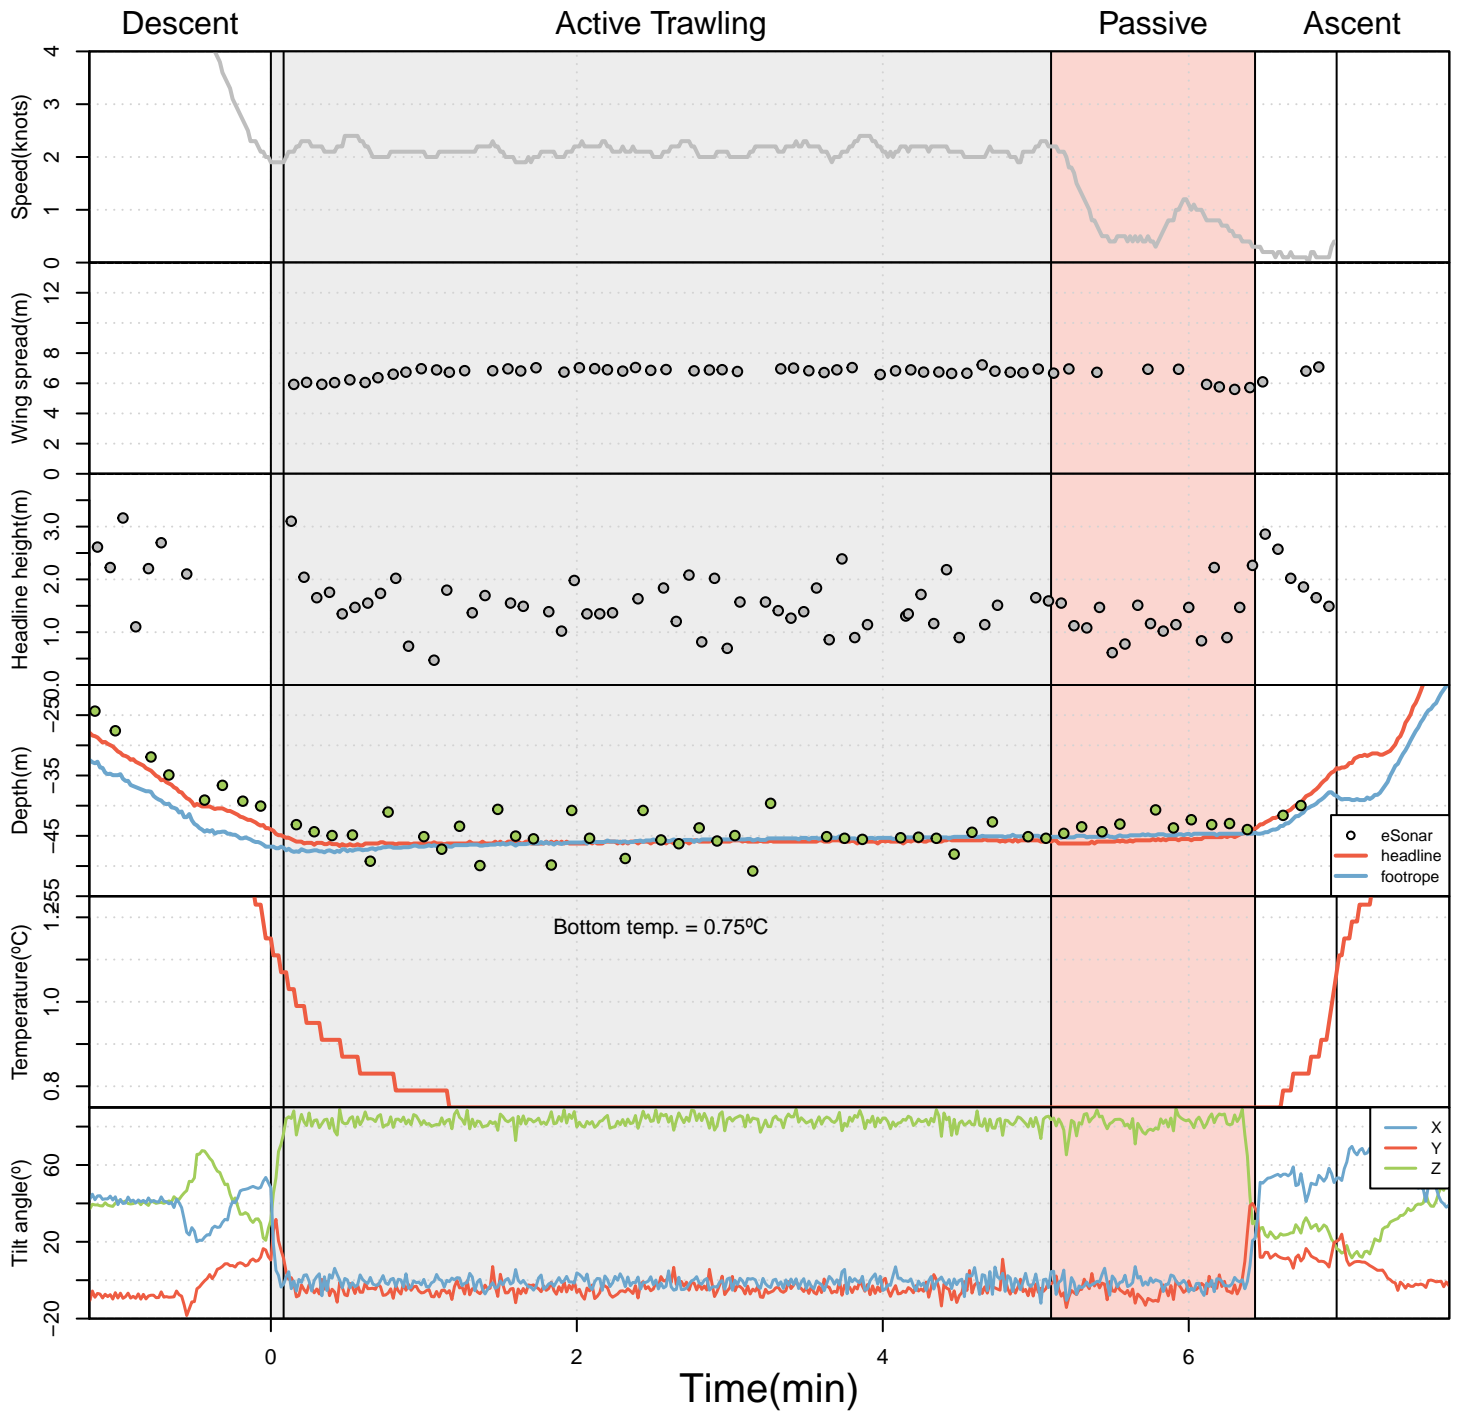 Descent Active Trawling Passive Ascent
Speed(knots)
4
3
2
1
0
Wing spread(m)
12
8
6
4
2
0
Headline height(m)
3.0
2.0
1.0
0.0
Depth(m)
−25
−35
−45
−55
eSonar
headline
footrope
Temperature(ºC)
1.2
1.0
0.8
Bottom temp. = 0.75ºC
Tilt angle(º)
60
20
−20
X
Y
Z
0 2 4 6
Time(min)